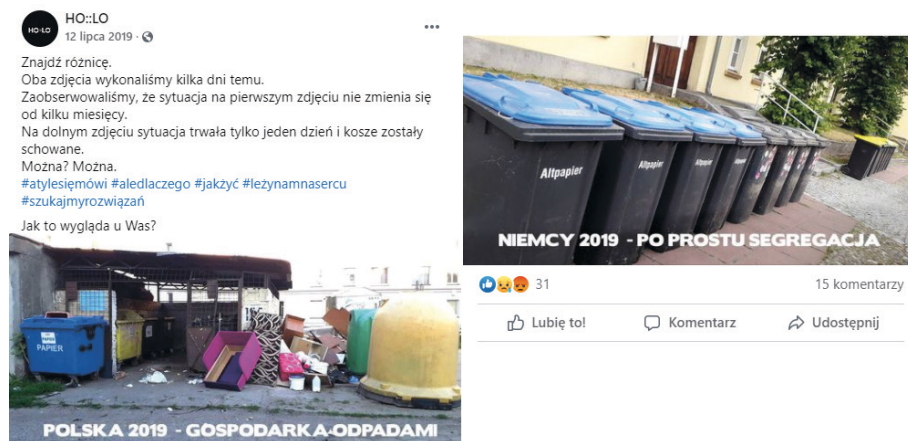 HO::LO
HO·LO
12 lipca 2019 ·
Znajdź różnicę.
Oba zdjęcia wykonaliśmy kilka dni temu.
Zaobserwowaliśmy, że sytuacja na pierwszym zdjęciu nie zmienia się
od kilku miesięcy.
Na dolnym zdjęciu sytuacja trwała tylko jeden dzień i kosze zostały
schowane.
Można? Można.
#atylesięmówi #aledlaczego #jakżyć #leżynamnasercu
#szukajmyrozwiązań
Jak to wygląda u Was?
PAPIER
POLSKA 2019 - GOSPODARKA ODPADAMI
Altpapier
Altpapier
Altpapier
NIEMCY 2019 - PO PROSTU SEGREGACJA
31
15 komentarzy
Lubię to!
Komentarz
Udostępnij